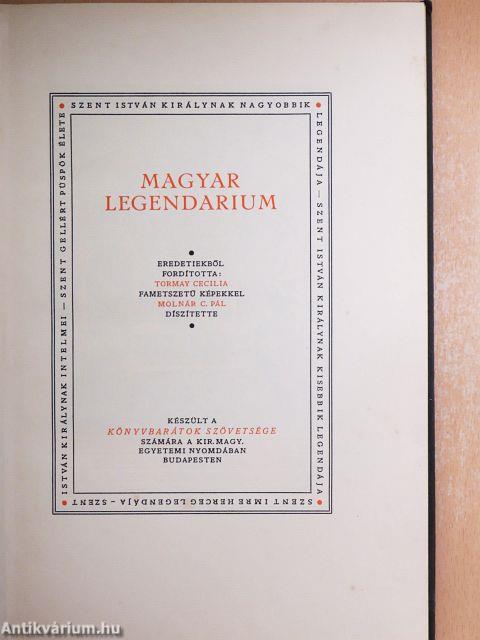 ● SZENT ISTVÁN KIRÁLYNAK NAGYOBBIK ●
LEGENDÁJA — SZENT ISTVÁN KIRÁLYNAK KISEBBIK LEGENDÁJA ●
SZENT IMRE HERCEG LEGENDÁJA — SZENT ●
ISTVÁN KIRÁLYNAK INTELMEI — SZENT GELLÉRT PÜSPÖK ÉLETE
MAGYAR
LEGENDARIUM
EREDETIEKBŐL
FORDÍTOTTA:
TORMAY CECILIA
FAMETSZETŰ KÉPEKKEL
MOLNÁR C. PÁL
DÍSZÍTETTE
KÉSZÜLT A
KÖNYVBARÁTOK SZÖVETSÉGE
SZÁMÁRA A KIR. MAGY.
EGYETEMI NYOMDÁBAN
BUDAPESTEN
Antikvárium.hu